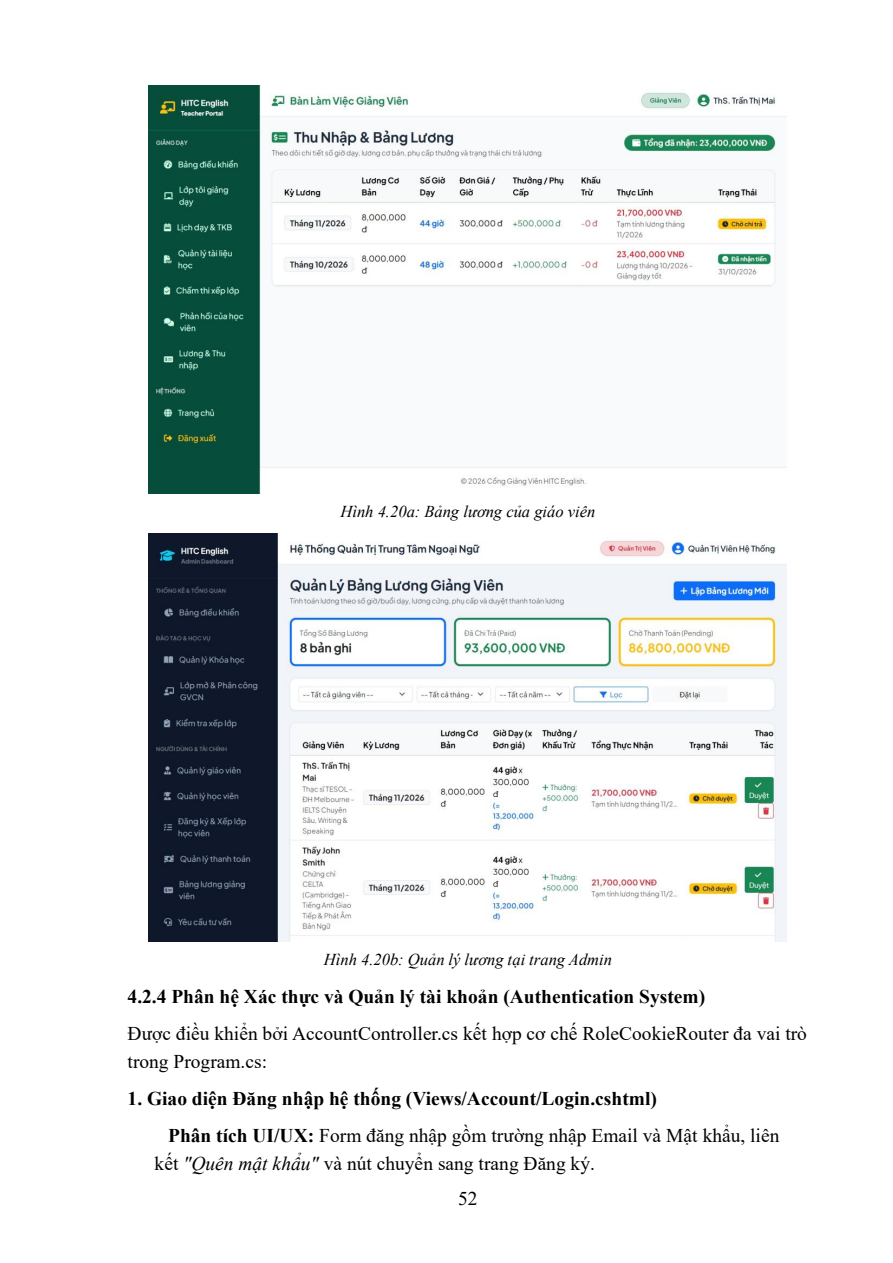 HITC English
Teacher Portal
GIẢNG DẠY
Bảng điều khiển
Lớp tôi giảng
dạy
Lịch dạy & TKB
Quản lý tài liệu
học
Chấm thi xếp lớp
Phản hồi của học
viên
Lương & Thu
nhập
HỆ THỐNG
Trang chủ
Đăng xuất
Bàn Làm Việc Giảng Viên
Giảng Viên
ThS. Trần Thị Mai
Thu Nhập & Bảng Lương
Theo dõi chi tiết số giờ dạy, lương cơ bản, phụ cấp thưởng và trạng thái chi trả lương
Tổng đã nhận: 23,400,000 VNĐ
Kỳ Lương
Lương Cơ
Bản
Số Giờ
Dạy
Đơn Giá /
Giờ
Thưởng / Phụ
Cấp
Khấu
Trừ
Thực Lĩnh
Trạng Thái
Tháng 11/2026
8,000,000
đ
44 giờ
300,000 đ
+500,000 đ
-0 đ
21,700,000 VNĐ
Tạm tính lương tháng
11/2026
Chờ chi trả
Tháng 10/2026
8,000,000
đ
48 giờ
300,000 đ
+1,000,000 đ
-0 đ
23,400,000 VNĐ
Lương tháng 10/2026 -
Giảng dạy tốt
Đã nhận tiền
31/10/2026
© 2026 Cổng Giảng Viên HITC English.
Hình 4.20a: Bảng lương của giáo viên
HITC English
Admin Dashboard
THỐNG KÊ & TỔNG QUAN
Bảng điều khiển
ĐÀO TẠO & HỌC VỤ
Quản lý Khóa học
Lớp mở & Phân công
GVCN
Kiểm tra xếp lớp
NGƯỜI DÙNG & TÀI CHÍNH
Quản lý giáo viên
Quản lý học viên
Đăng ký & Xếp lớp
học viên
Quản lý thanh toán
Bảng lương giảng
viên
Yêu cầu tư vấn
Hệ Thống Quản Trị Trung Tâm Ngoại Ngữ
Quản Trị Viên
Quản Trị Viên Hệ Thống
Quản Lý Bảng Lương Giảng Viên
Tính toán lương theo số giờ/buổi dạy, lương cứng, phụ cấp và duyệt thanh toán lương
+ Lập Bảng Lương Mới
Tổng Số Bảng Lương
8 bản ghi
Đã Chi Trả (Paid)
93,600,000 VNĐ
Chờ Thanh Toán (Pending)
86,800,000 VNĐ
-- Tất cả giảng viên --
-- Tất cả tháng -
-- Tất cả năm --
Lọc
Đặt lại
Giảng Viên
Kỳ Lương
Lương Cơ
Bản
Giờ Dạy (x
Đơn giá)
Thưởng /
Khấu Trừ
Tổng Thực Nhận
Trạng Thái
Thao
Tác
ThS. Trần Thị
Mai
Thạc sĩ TESOL -
ĐH Melbourne -
IELTS Chuyên
Sâu, Writing &
Speaking
Tháng 11/2026
8,000,000
đ
44 giờ x
300,000
đ
(=
13,200,000
đ)
+ Thưởng:
+500,000
đ
21,700,000 VNĐ
Tạm tính lương tháng 11/2...
Chờ duyệt
Duyệt
Thầy John
Smith
Chứng chỉ
CELTA
(Cambridge) -
Tiếng Anh Giao
Tiếp & Phát Âm
Bản Ngữ
Tháng 11/2026
8,000,000
đ
44 giờ x
300,000
đ
(=
13,200,000
đ)
+ Thưởng:
+500,000
đ
21,700,000 VNĐ
Tạm tính lương tháng 11/2...
Chờ duyệt
Duyệt
Hình 4.20b: Quản lý lương tại trang Admin
4.2.4 Phân hệ Xác thực và Quản lý tài khoản (Authentication System)
Được điều khiển bởi AccountController.cs kết hợp cơ chế RoleCookieRouter đa vai trò
trong Program.cs:
1. Giao diện Đăng nhập hệ thống (Views/Account/Login.cshtml)
Phân tích UI/UX: Form đăng nhập gồm trường nhập Email và Mật khẩu, liên
kết "Quên mật khẩu" và nút chuyển sang trang Đăng ký.
52